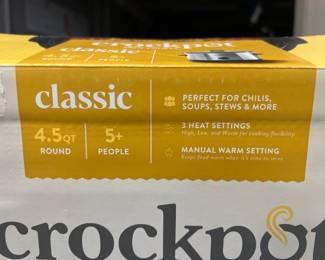 crockpot
classic
classic
4.5QT
ROUND
5+
PEOPLE
PERFECT FOR CHILIS,
SOUPS, STEWS & MORE
3 HEAT SETTINGS
High, Low, and Warm for cooking flexibility
MANUAL WARM SETTING
Keeps food warm when it's time to serve
crockpot